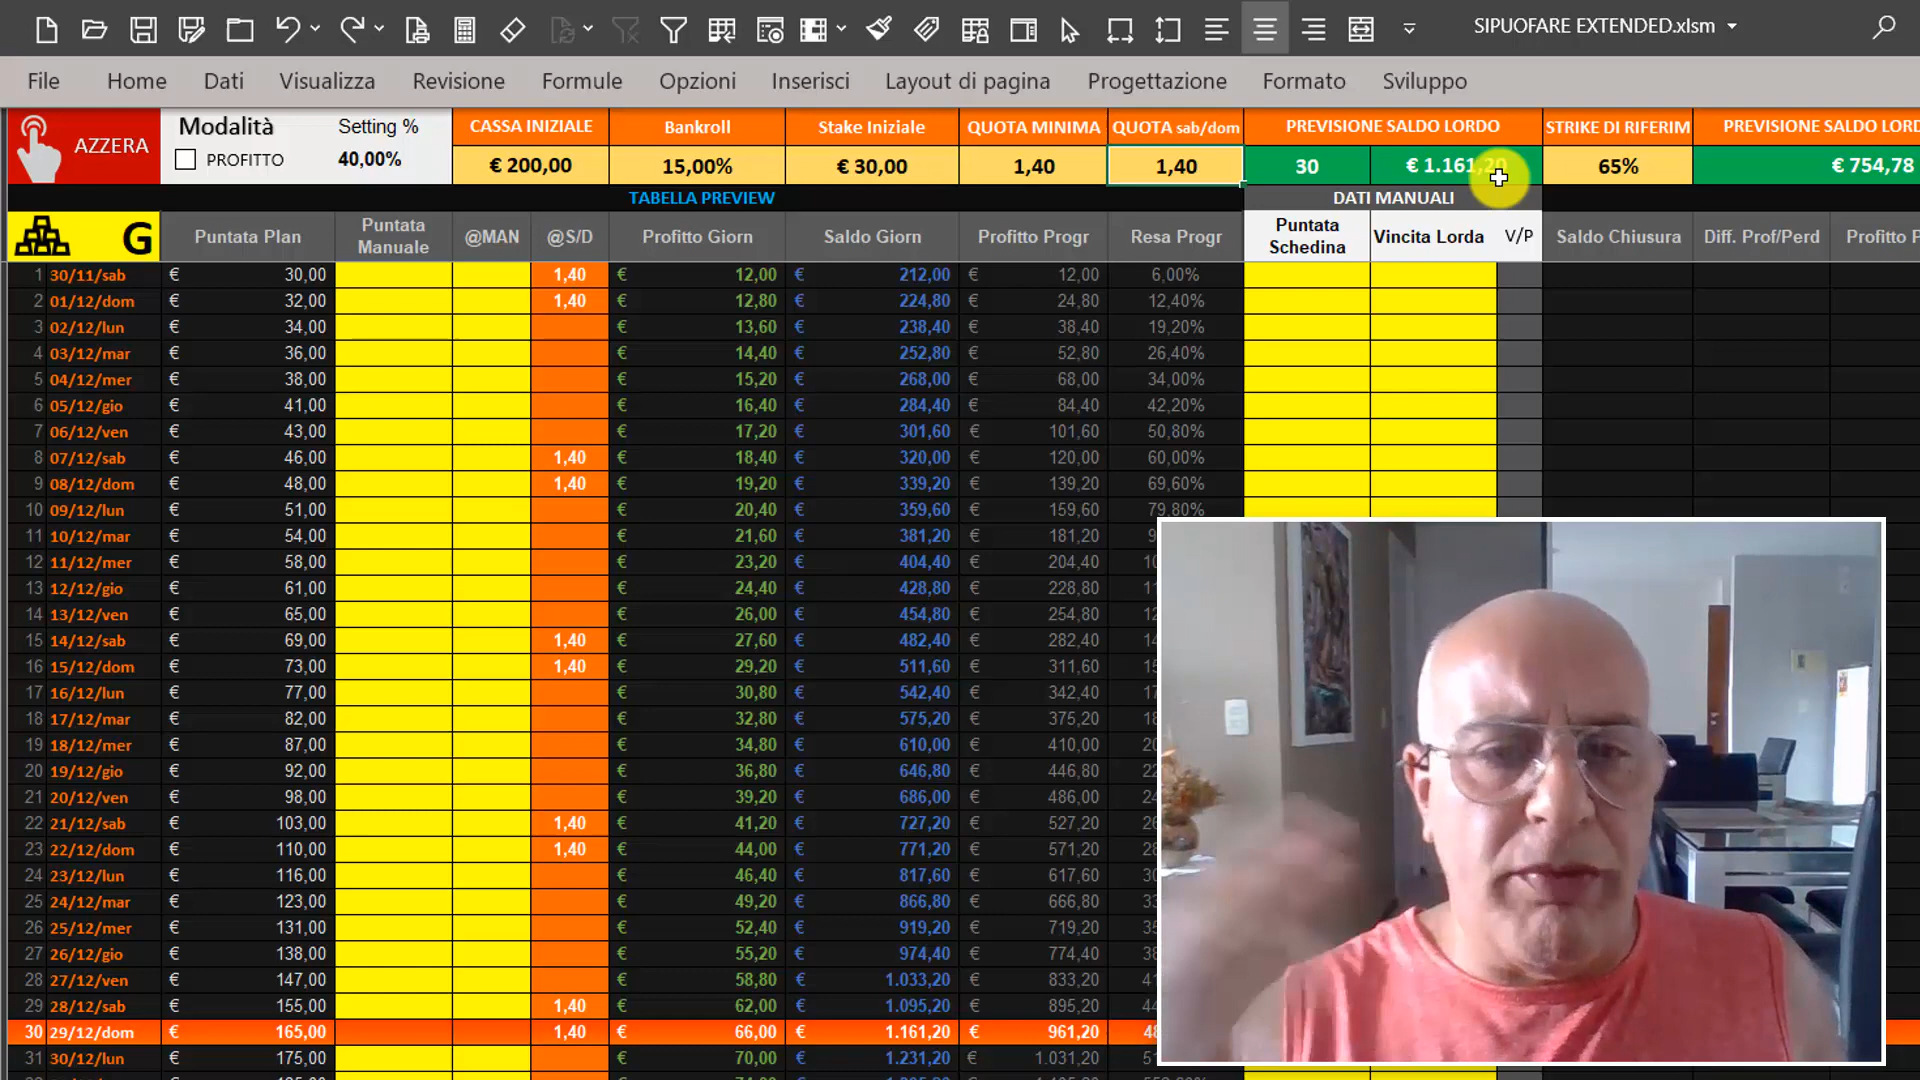 SIPUOFARE EXTENDED.xlsm
File Home Dati Visualizza Revisione Formule Opzioni Inserisci Layout di pagina Progettazione Formato Sviluppo
AZZERA Modalità Setting % CASSA INIZIALE Bankroll Stake Iniziale QUOTA MINIMA QUOTA sab/dom PREVISIONE SALDO LORDO STRIKE DI RIFERIM PREVISIONE SALDO LORD
PROFITTO 40,00% € 200,00 15,00% € 30,00 1,40 1,40 30 € 1.161,20 65% € 754,78
TABELLA PREVIEW DATI MANUALI
G Puntata Plan Puntata Manuale @MAN @S/D Profitto Giorn Saldo Giorn Profitto Progr Resa Progr Puntata Schedina Vincita Lorda V/P Saldo Chiusura Diff. Prof/Perd Profitto P
1 30/11/sab € 30,00 1,40 € 12,00 € 212,00 € 12,00 6,00%
2 01/12/dom € 32,00 1,40 € 12,80 € 224,80 € 24,80 12,40%
3 02/12/lun € 34,00 € 13,60 € 238,40 € 38,40 19,20%
4 03/12/mar € 36,00 € 14,40 € 252,80 € 52,80 26,40%
5 04/12/mer € 38,00 € 15,20 € 268,00 € 68,00 34,00%
6 05/12/gio € 41,00 € 16,40 € 284,40 € 84,40 42,20%
7 06/12/ven € 43,00 € 17,20 € 301,60 € 101,60 50,80%
8 07/12/sab € 46,00 1,40 € 18,40 € 320,00 € 120,00 60,00%
9 08/12/dom € 48,00 1,40 € 19,20 € 339,20 € 139,20 69,60%
10 09/12/lun € 51,00 € 20,40 € 359,60 € 159,60 79,80%
11 10/12/mar € 54,00 € 21,60 € 381,20 € 181,20 9
12 11/12/mer € 58,00 € 23,20 € 404,40 € 204,40 10
13 12/12/gio € 61,00 € 24,40 € 428,80 € 228,80 11
14 13/12/ven € 65,00 € 26,00 € 454,80 € 254,80 12
15 14/12/sab € 69,00 1,40 € 27,60 € 482,40 € 282,40 14
16 15/12/dom € 73,00 1,40 € 29,20 € 511,60 € 311,60 15
17 16/12/lun € 77,00 € 30,80 € 542,40 € 342,40 17
18 17/12/mar € 82,00 € 32,80 € 575,20 € 375,20 18
19 18/12/mer € 87,00 € 34,80 € 610,00 € 410,00 20
20 19/12/gio € 92,00 € 36,80 € 646,80 € 446,80 22
21 20/12/ven € 98,00 € 39,20 € 686,00 € 486,00 24
22 21/12/sab € 103,00 1,40 € 41,20 € 727,20 € 527,20 26
23 22/12/dom € 110,00 1,40 € 44,00 € 771,20 € 571,20 28
24 23/12/lun € 116,00 € 46,40 € 817,60 € 617,60 30
25 24/12/mar € 123,00 € 49,20 € 866,80 € 666,80 33
26 25/12/mer € 131,00 € 52,40 € 919,20 € 719,20 35
27 26/12/gio € 138,00 € 55,20 € 974,40 € 774,40 38
28 27/12/ven € 147,00 € 58,80 € 1.033,20 € 833,20 41
29 28/12/sab € 155,00 1,40 € 62,00 € 1.095,20 € 895,20 44
30 29/12/dom € 165,00 1,40 € 66,00 € 1.161,20 € 961,20 48
31 30/12/lun € 175,00 € 70,00 € 1.231,20 € 1.031,20 51